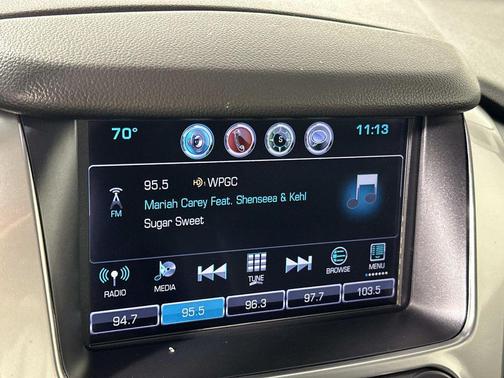 70° 11:13
S
95.5 HD1 WPGC
FM
Mariah Carey Feat. Shenseea & Kehl
Sugar Sweet
RADIO MEDIA TUNE BROWSE MENU
94.7 95.5 96.3 97.7 103.5